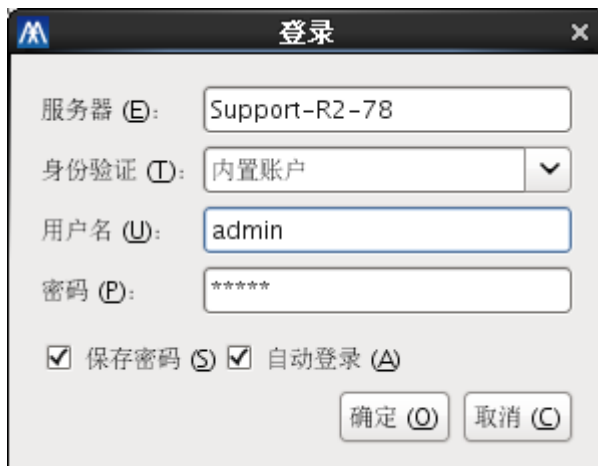 登录
服务器 (E): Support-R2-78
身份验证 (T): 内置账户
用户名 (U): admin
密码 (P): *****
保存密码 (S) 自动登录 (A)
确定 (O) 取消 (C)